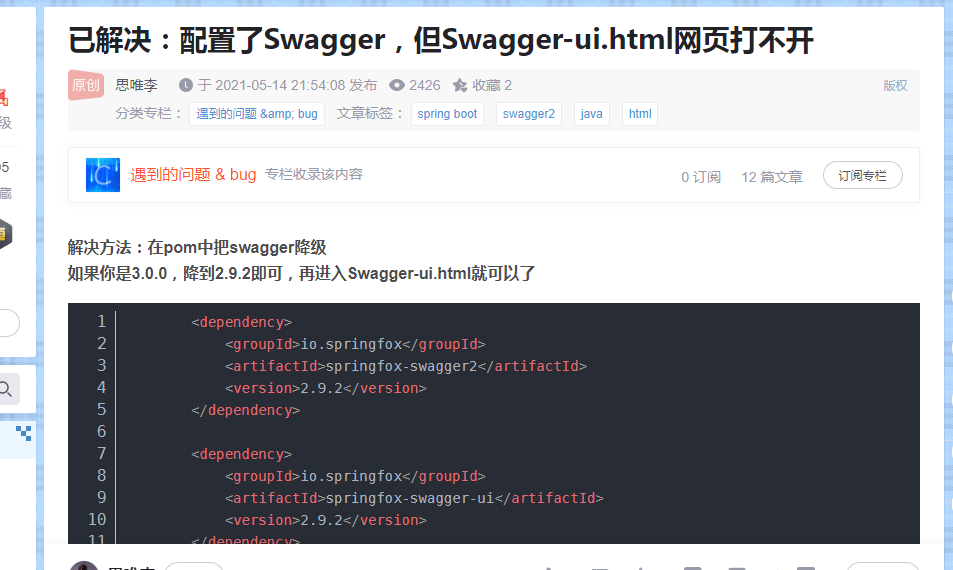 已解决：配置了Swagger，但Swagger-ui.html网页打不开
原创 思唯李 于 2021-05-14 21:54:08 发布 2426 收藏 2 版权
分类专栏： 遇到的问题 &amp; bug 文章标签： spring boot swagger2 java html
级
遇到的问题 & bug 专栏收录该内容 0 订阅 12 篇文章 订阅专栏
藏
解决方法：在pom中把swagger降级
如果你是3.0.0，降到2.9.2即可，再进入Swagger-ui.html就可以了
1 <dependency>
2 <groupId>io.springfox</groupId>
3 <artifactId>springfox-swagger2</artifactId>
4 <version>2.9.2</version>
5 </dependency>
6
7 <dependency>
8 <groupId>io.springfox</groupId>
9 <artifactId>springfox-swagger-ui</artifactId>
10 <version>2.9.2</version>
11 </dependency>
思唯李